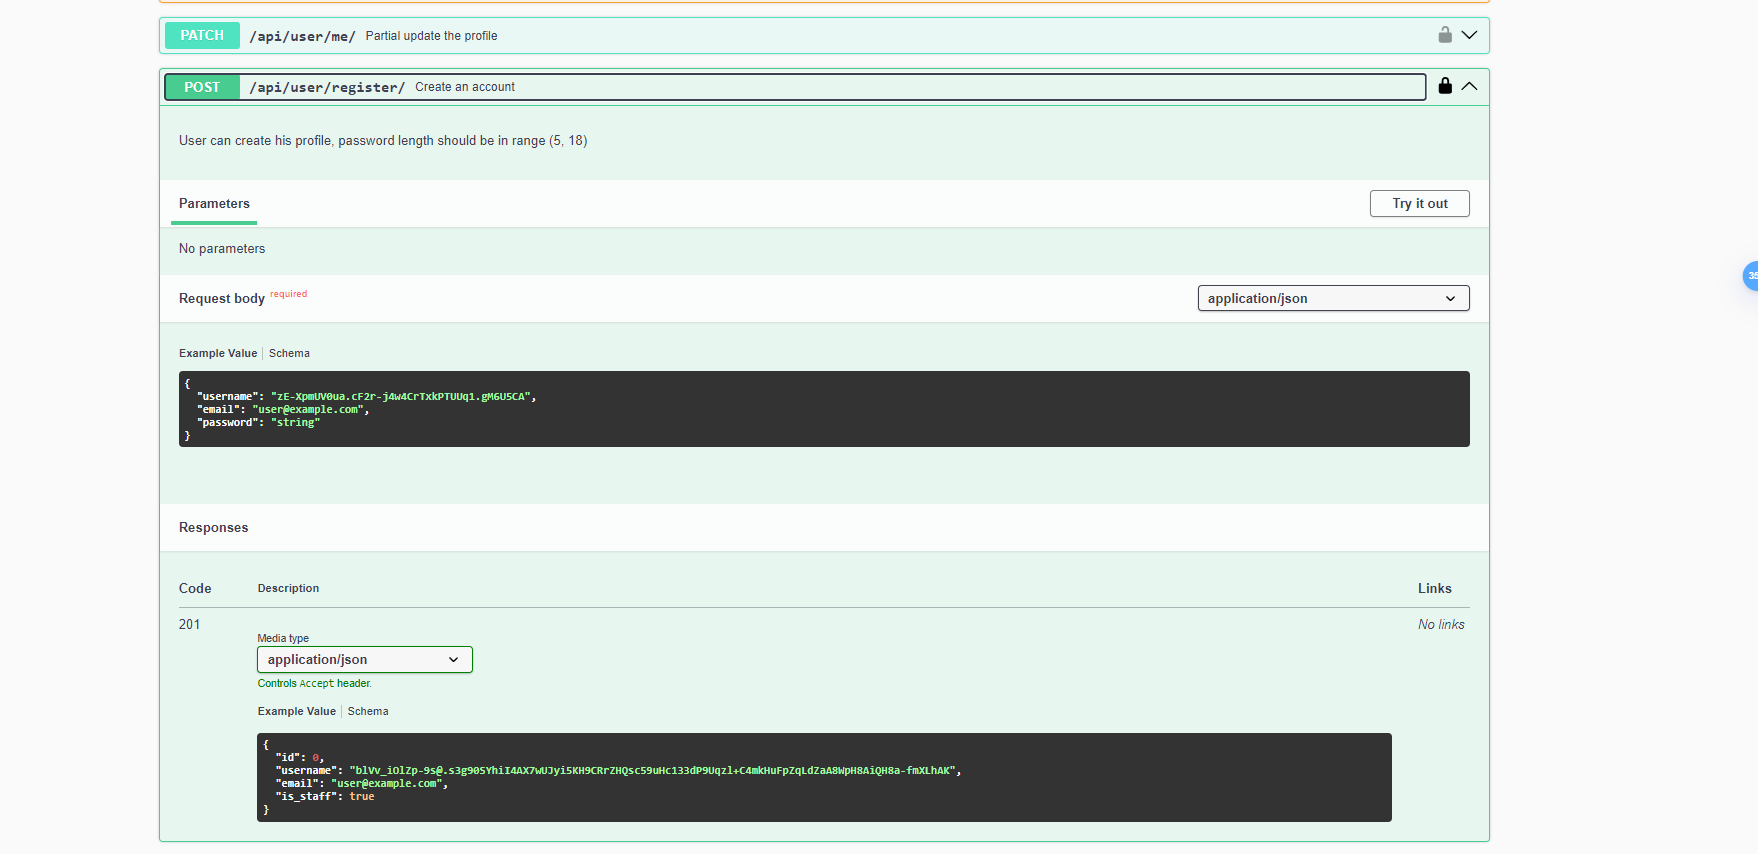 PATCH /api/user/me/ Partial update the profile
POST /api/user/register/ Create an account
User can create his profile, password length should be in range (5, 18)
Parameters Try it out
No parameters
Request body required application/json
Example Value Schema
{
"username": "zE-XpmUV0ua.cF2r-j4w4CrTxkPTUUq1.gM6U5CA",
"email": "user@example.com",
"password": "string"
}
Responses
Code Description Links
201 No links
Media type
application/json
Controls Accept header.
Example Value Schema
{
"id": 0,
"username": "blVv_iOlZp-9s@.s3g905YhiI4AX7wUJyi5KH9CRrZHQsc59uHc133dP9Uqzl+C4mkHuFpZqLdZaA8WpH8AiQH8a-fmXLhAK",
"email": "user@example.com",
"is_staff": true
}